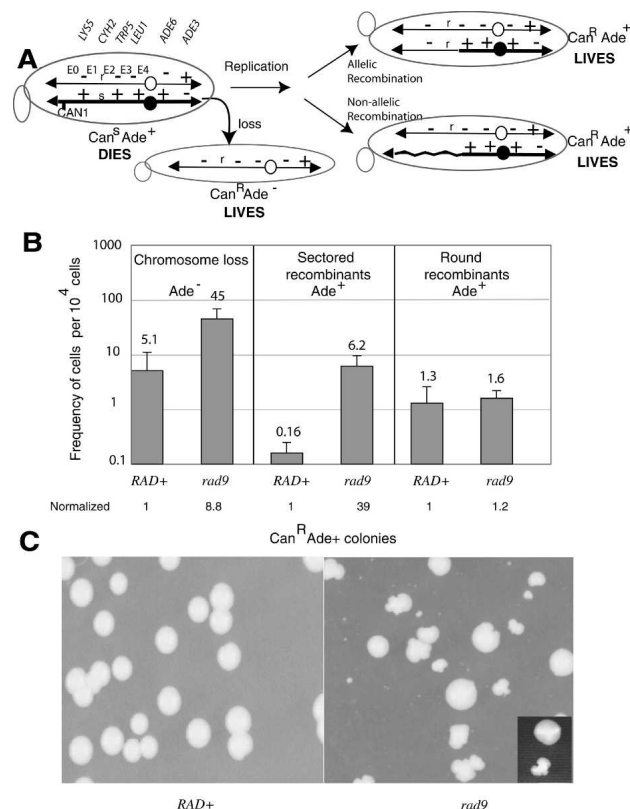 A
LYS5 CYH2 TRP5 LEU1 ADE6 ADE3
E0 E1 E2 E3 E4
- - - - - +
r
+ + + + + -
s
CAN1
Can^s Ade^+
DIES
Replication
loss
- r - - - +
Can^R Ade^-
LIVES
Allelic
Recombination
Non-allelic
Recombination
- r - - - +
- r + + + -
Can^R Ade^+
LIVES
- r - - - +
+ + + -
Can^R Ade^+
LIVES
B
Frequency of cells per 10^4 cells
1000
100
10
1
0.1
Chromosome loss
Ade^-
Sectored
recombinants
Ade^+
Round
recombinants
Ade^+
5.1 45 0.16 6.2 1.3 1.6
RAD+ rad9 RAD+ rad9 RAD+ rad9
Normalized 1 8.8 1 39 1 1.2
C
Can^R Ade+ colonies
RAD+ rad9